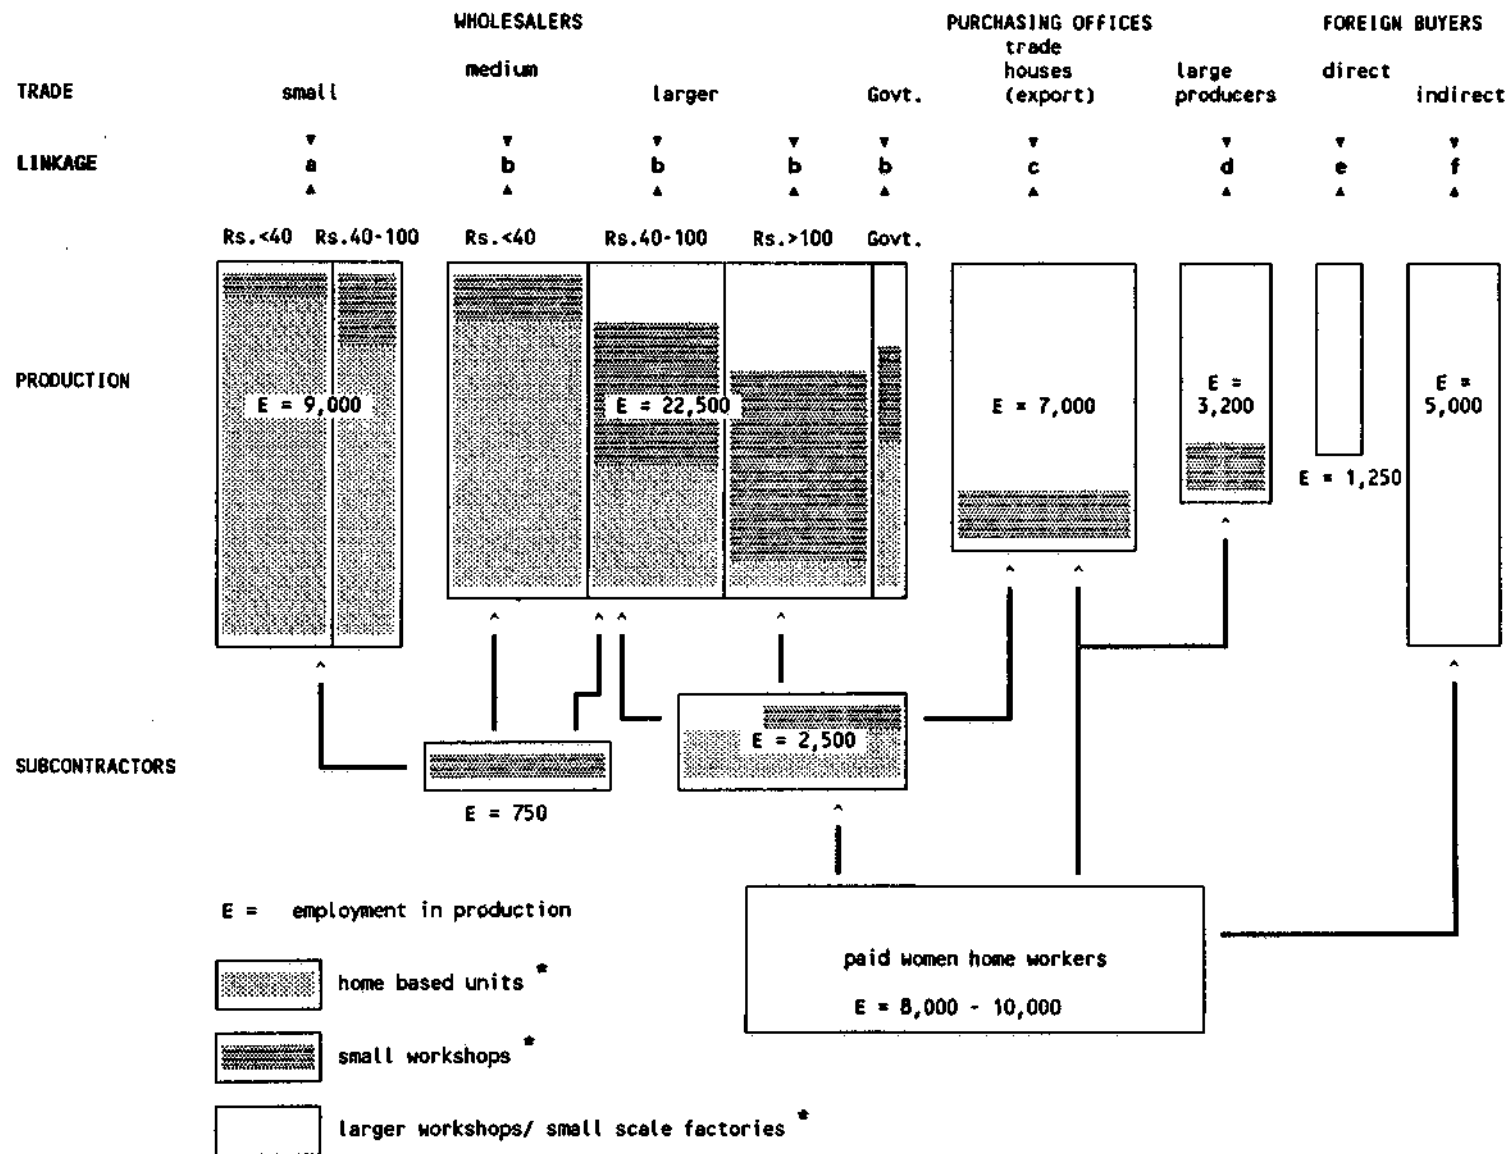 WHOLESALERS PURCHASING OFFICES FOREIGN BUYERS
trade
medium houses large direct
TRADE small larger Govt. (export) producers indirect
LINKAGE a b b b b c d e f
Rs.<40 Rs.40-100 Rs.<40 Rs.40-100 Rs.>100 Govt.
PRODUCTION
E = 9,000 E = 22,500 E = 7,000 E = 3,200 E = 5,000
E = 1,250
E = 2,500
SUBCONTRACTORS
E = 750
E = employment in production
paid women home workers
home based units *
E = 8,000 - 10,000
small workshops *
larger workshops/ small scale factories *